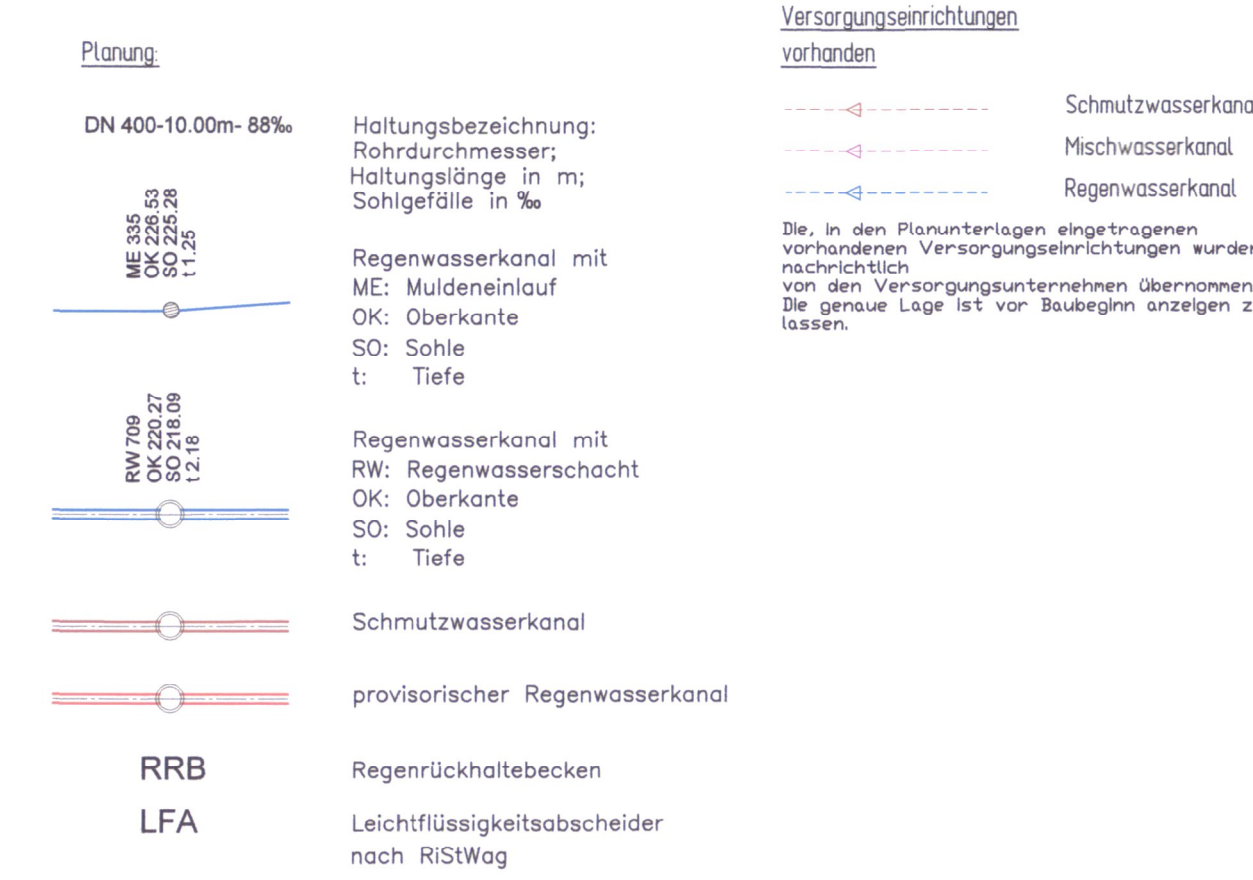 Planung:
DN 400-10.00m- 88‰
Haltungsbezeichnung:
Rohrdurchmesser;
Haltungslänge in m;
Sohlgefälle in ‰
ME 335
OK 226.53
SO 225.28
t 1.25
Regenwasserkanal mit
ME: Muldeneinlauf
OK: Oberkante
SO: Sohle
t: Tiefe
RW 709
OK 220.27
SO 218.09
t 2.18
Regenwasserkanal mit
RW: Regenwasserschacht
OK: Oberkante
SO: Sohle
t: Tiefe
Schmutzwasserkanal
provisorischer Regenwasserkanal
RRB
Regenrückhaltebecken
LFA
Leichtflüssigkeitsabscheider
nach RiStWag
Versorgungseinrichtungen
vorhanden
Schmutzwasserkana
Mischwasserkanal
Regenwasserkanal
Die, in den Planunterlagen eingetragenen
vorhandenen Versorgungseinrichtungen wurder
nachrichtlich
von den Versorgungsunternehmen übernommen
Die genaue Lage ist vor Baubeginn anzeigen z
lassen.